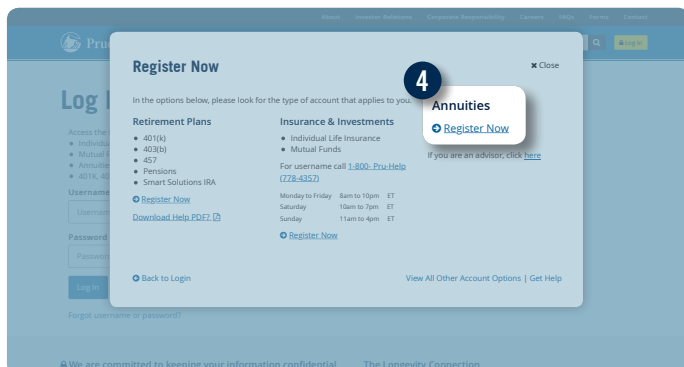 About Investor Relations Corporate Responsibility Careers FAQs Terms Contact
Log In
Register Now
Close
4
In the options below, please look for the type of account that applies to you.
Retirement Plans
401(k)
403(b)
457
Pensions
Smart Solutions IRA
Register Now
Download Help PDF?
Insurance & Investments
Individual Life Insurance
Mutual Funds
For username call 1-800- Pru-Help
(778-4357)
Monday to Friday 8am to 10pm ET
Saturday 10am to 7pm ET
Sunday 11am to 4pm ET
Register Now
Annuities
Register Now
If you are an advisor, click here
Back to Login
View All Other Account Options | Get Help
Username
Password
Log In
Forgot username or password?
We are committed to keeping your information confidential
The Longevity Connection